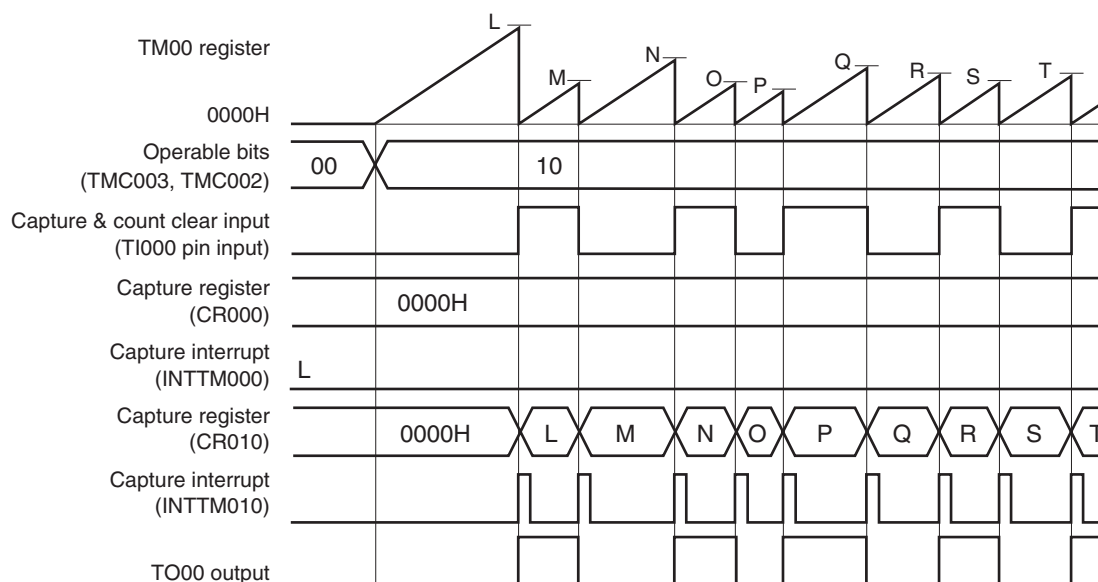 TM00 register
L
M
N
O
P
Q
R
S
T
0000H
Operable bits
(TMC003, TMC002)
00
10
Capture & count clear input
(TI000 pin input)
Capture register
(CR000)
0000H
Capture interrupt
(INTTM000)
L
Capture register
(CR010)
0000H
L
M
N
O
P
Q
R
S
T
Capture interrupt
(INTTM010)
TO00 output